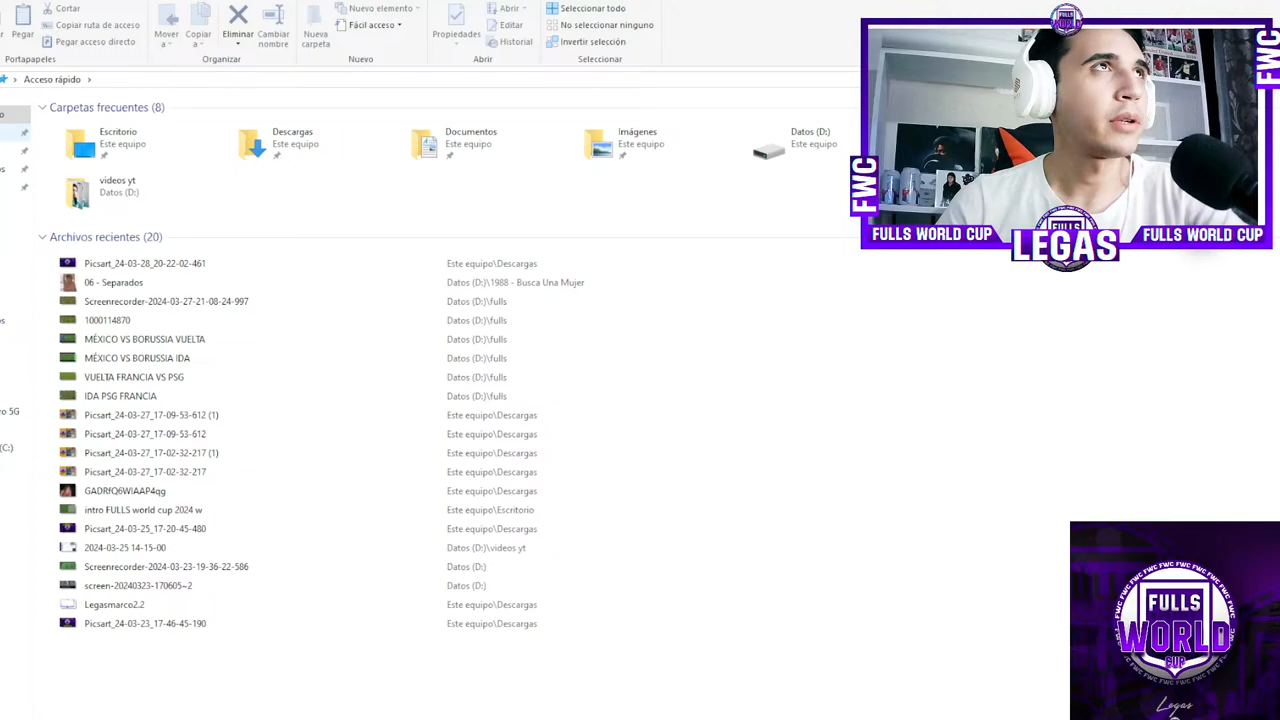 Pegar
Cortar
Copiar ruta de acceso
Pegar acceso directo
Portapapeles
Mover a
Copiar a
Eliminar
Cambiar nombre
Organizar
Nueva carpeta
Nuevo elemento
Fácil acceso
Nuevo
Propiedades
Abrir
Editar
Historial
Abrir
Seleccionar todo
No seleccionar ninguno
Invertir selección
Seleccionar
Acceso rápido
Carpetas frecuentes (8)
Escritorio
Este equipo
Descargas
Este equipo
Documentos
Este equipo
Imágenes
Este equipo
Datos (D:)
Este equipo
videos yt
Datos (D:)
Archivos recientes (20)
Picsart_24-03-28_20-22-02-461 Este equipo\Descargas
06 - Separados Datos (D:)\1988 - Busca Una Mujer
Screenrecorder-2024-03-27-21-08-24-997 Datos (D:)\fulls
1000114870 Datos (D:)\fulls
MÉXICO VS BORUSSIA VUELTA Datos (D:)\fulls
MÉXICO VS BORUSSIA IDA Datos (D:)\fulls
VUELTA FRANCIA VS PSG Datos (D:)\fulls
IDA PSG FRANCIA Datos (D:)\fulls
Picsart_24-03-27_17-09-53-612 (1) Este equipo\Descargas
Picsart_24-03-27_17-09-53-612 Este equipo\Descargas
Picsart_24-03-27_17-02-32-217 (1) Este equipo\Descargas
Picsart_24-03-27_17-02-32-217 Este equipo\Descargas
GADRfQ6WIAAP4qg Este equipo\Descargas
intro FULLS world cup 2024 w Este equipo\Escritorio
Picsart_24-03-25_17-20-45-480 Este equipo\Descargas
2024-03-25 14-15-00 Datos (D:)\videos yt
Screenrecorder-2024-03-23-19-36-22-586 Datos (D:)
screen-20240323-170605~2 Datos (D:)
Legasmarco2.2 Este equipo\Descargas
Picsart_24-03-23_17-46-45-190 Este equipo\Descargas
ro 5G
(C:)
FULLS
WORLD
FWC
FWC
FULLS WORLD CUP
LEGAS
FULLS WORLD CUP
FWC FWC FWC FWC
FULLS
WORLD
CUP
Legas